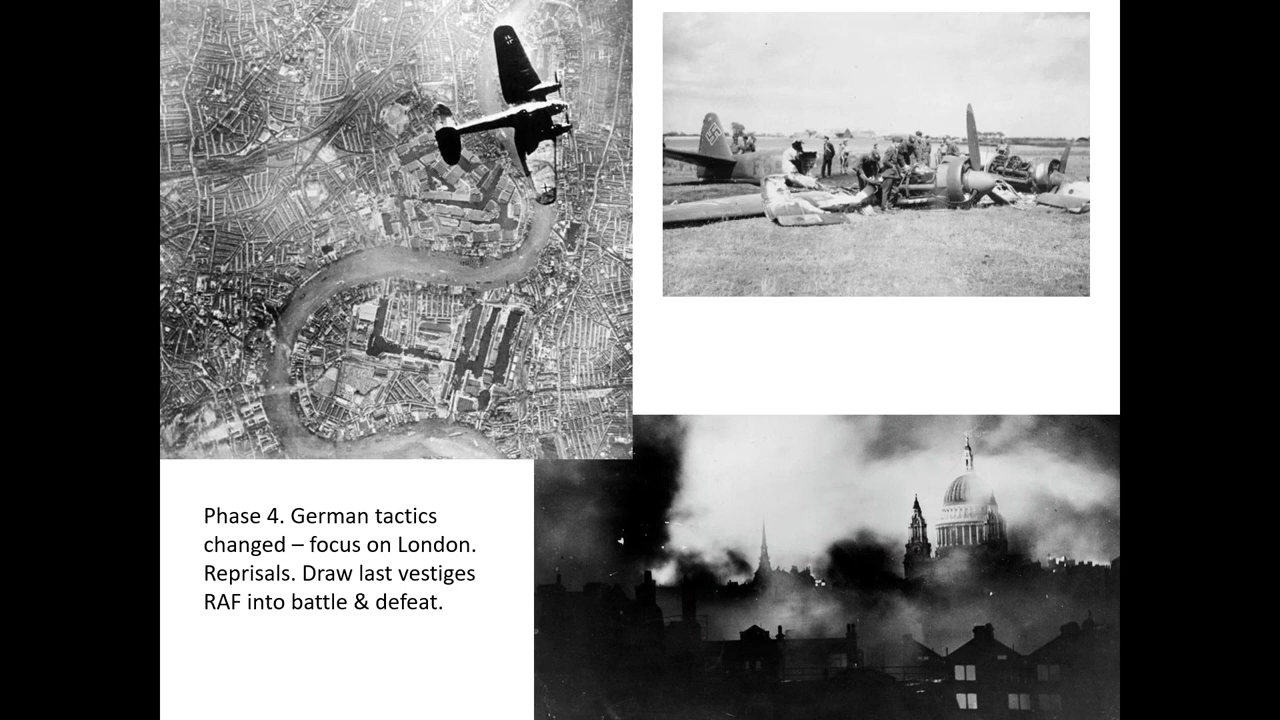 Phase 4. German tactics
changed – focus on London.
Reprisals. Draw last vestiges
RAF into battle & defeat.